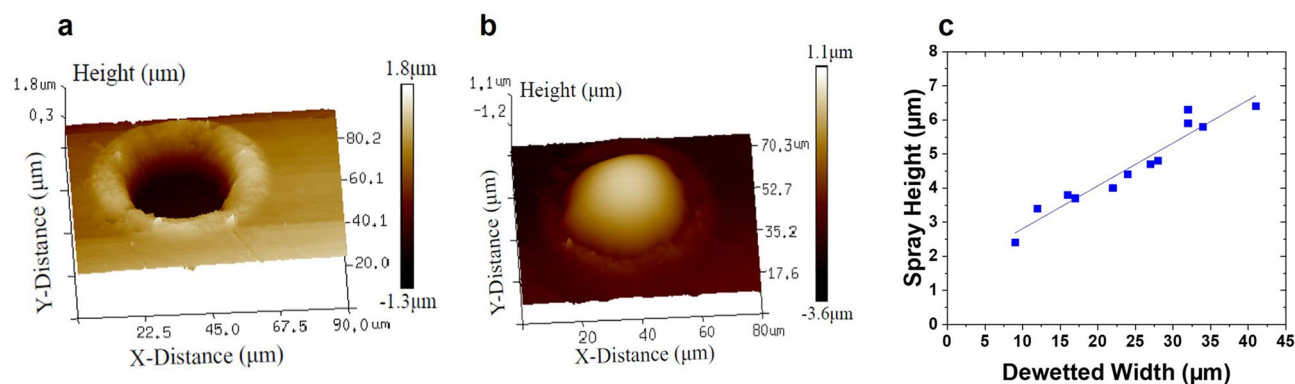 a
Height (μm)
1.8 um
0,3
1.8μm
-1.3μm
80.2
60.1
40.1
20.0
Y-Distance (μm)
22.5 45.0 67.5 90.0 um
X-Distance (μm)
b
Height (μm)
1,1 um
-1,2
1.1μm
-3.6μm
70,3um
52.7
35.2
17.6
Y-Distance (μm)
20 40 60 80um
X-Distance (μm)
c
8
7
6
5
4
3
2
1
0
Spray Height (μm)
0 5 10 15 20 25 30 35 40 45
Dewetted Width (μm)